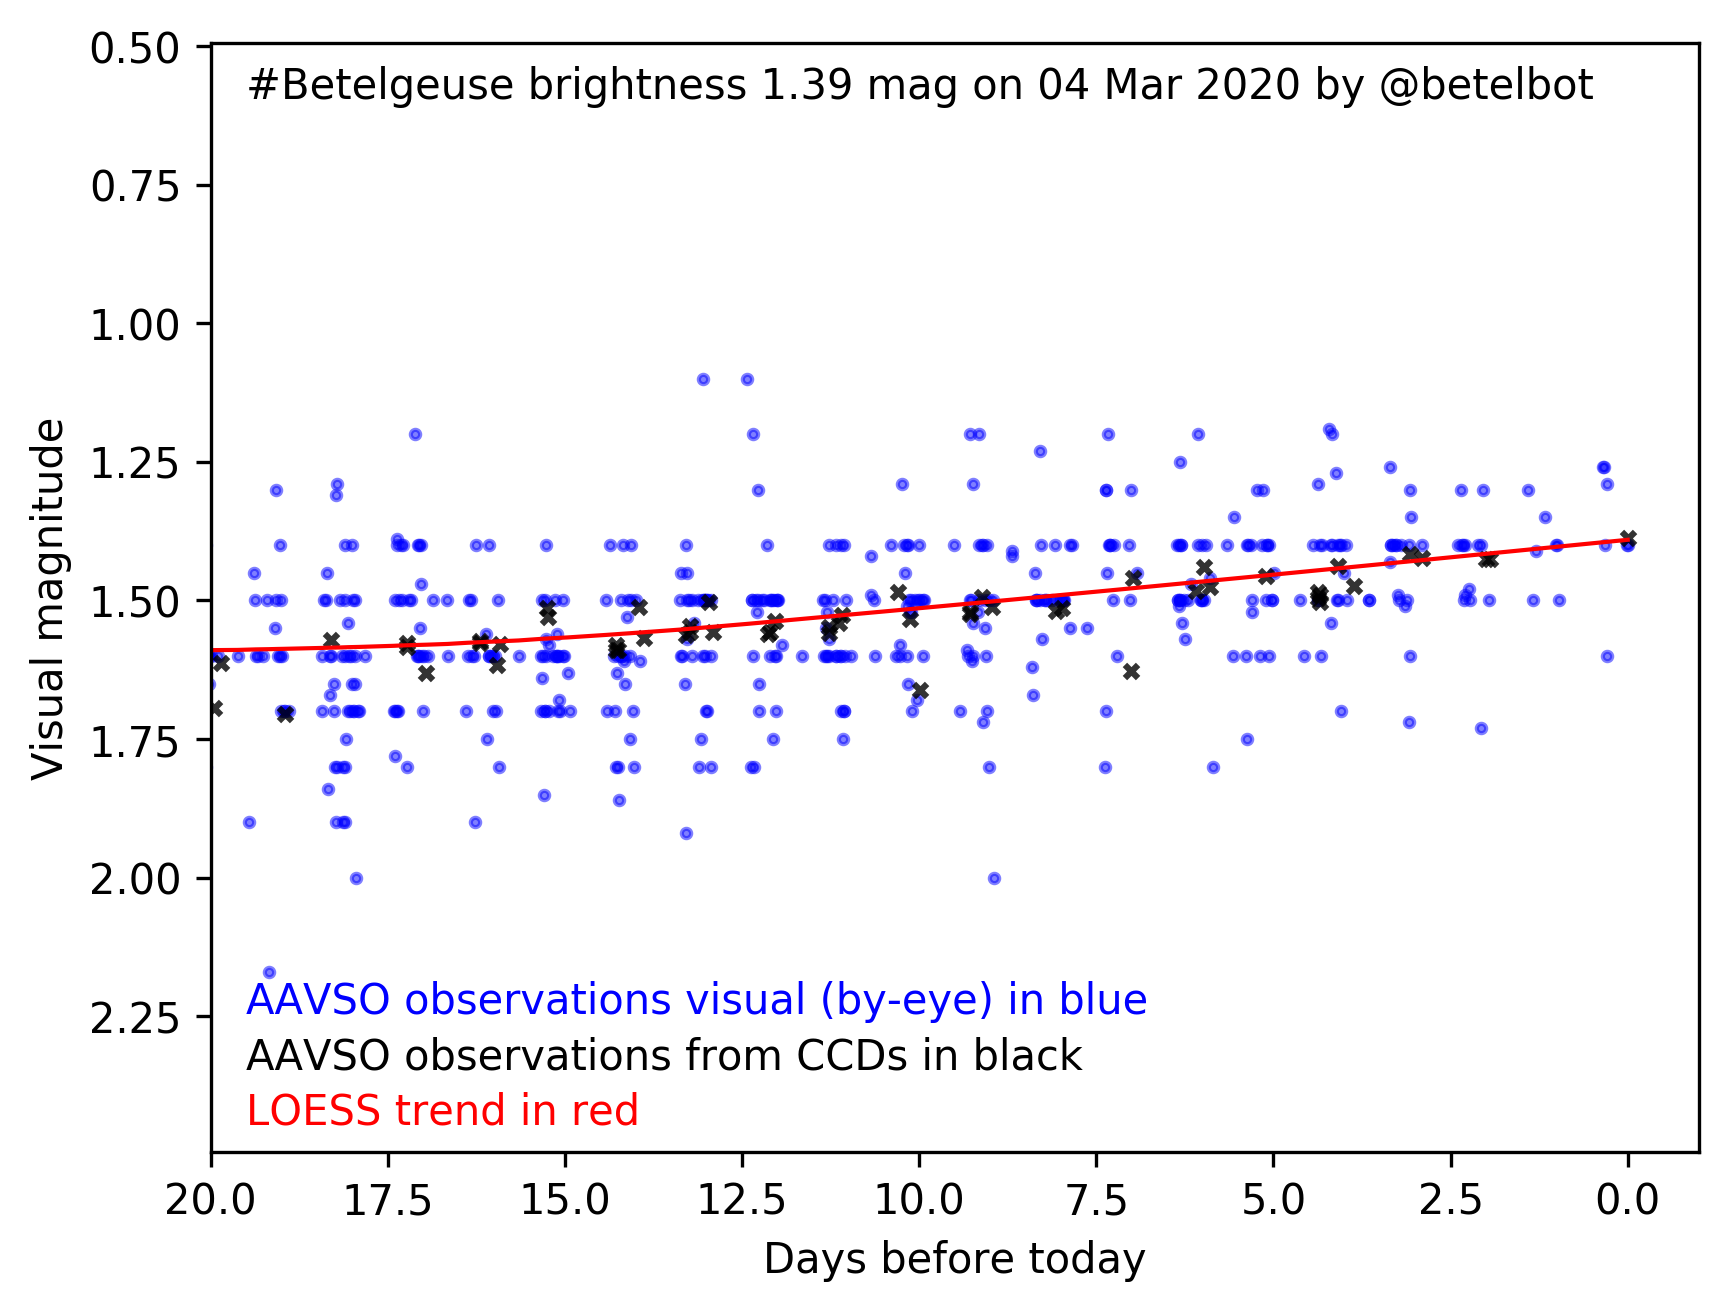 #Betelgeuse brightness 1.39 mag on 04 Mar 2020 by @betelbot
0.50
0.75
1.00
1.25
1.50
1.75
2.00
2.25
Visual magnitude
AAVSO observations visual (by-eye) in blue
AAVSO observations from CCDs in black
LOESS trend in red
20.0 17.5 15.0 12.5 10.0 7.5 5.0 2.5 0.0
Days before today